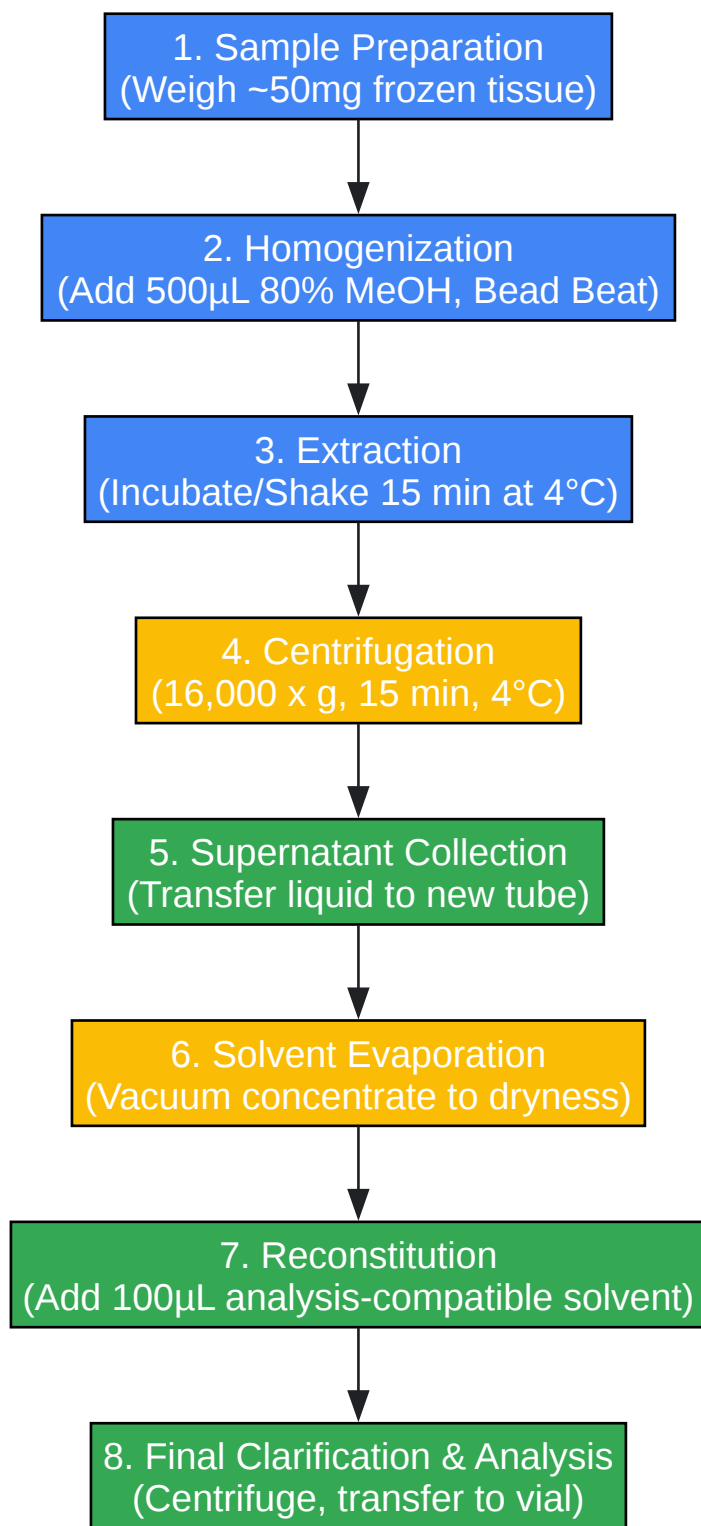 1. Sample Preparation
(Weigh ~50mg frozen tissue)
2. Homogenization
(Add 500µL 80% MeOH, Bead Beat)
3. Extraction
(Incubate/Shake 15 min at 4°C)
4. Centrifugation
(16,000 x g, 15 min, 4°C)
5. Supernatant Collection
(Transfer liquid to new tube)
6. Solvent Evaporation
(Vacuum concentrate to dryness)
7. Reconstitution
(Add 100µL analysis-compatible solvent)
8. Final Clarification & Analysis
(Centrifuge, transfer to vial)